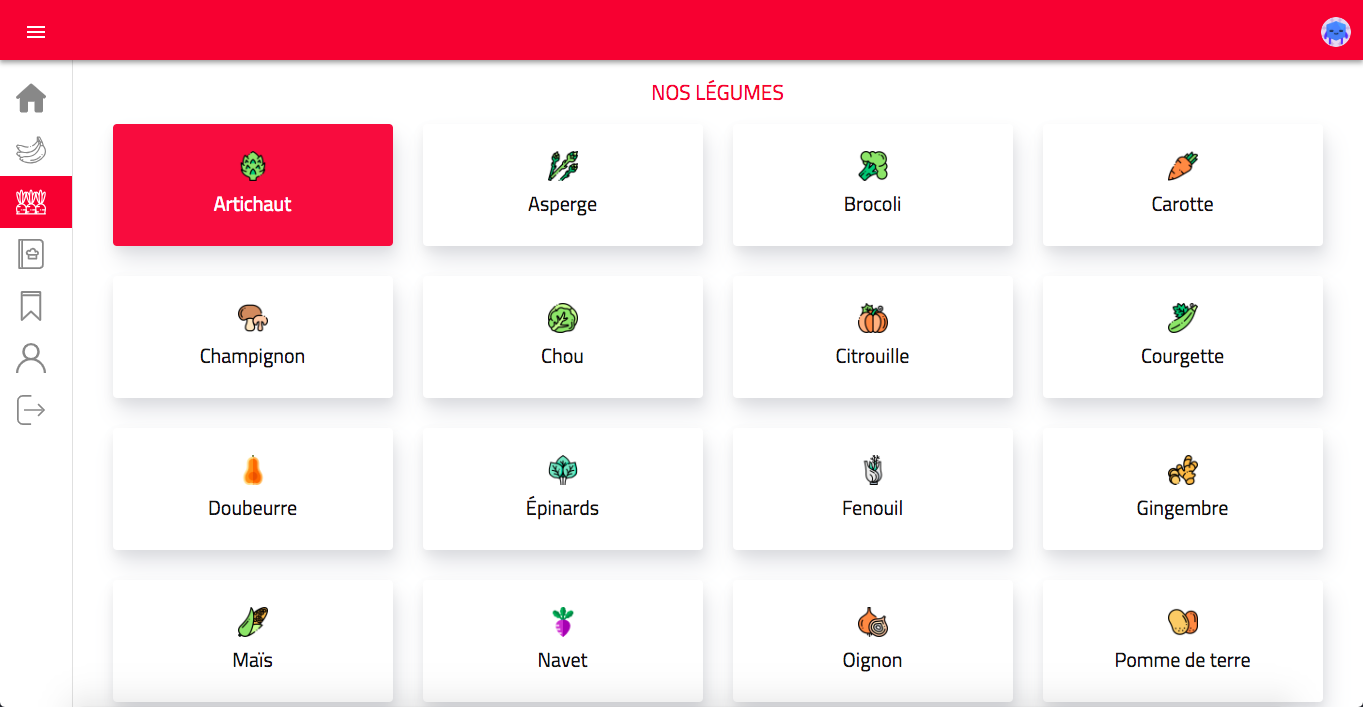 NOS LÉGUMES
Artichaut
Asperge
Brocoli
Carotte
Champignon
Chou
Citrouille
Courgette
Doubeurre
Épinards
Fenouil
Gingembre
Maïs
Navet
Oignon
Pomme de terre